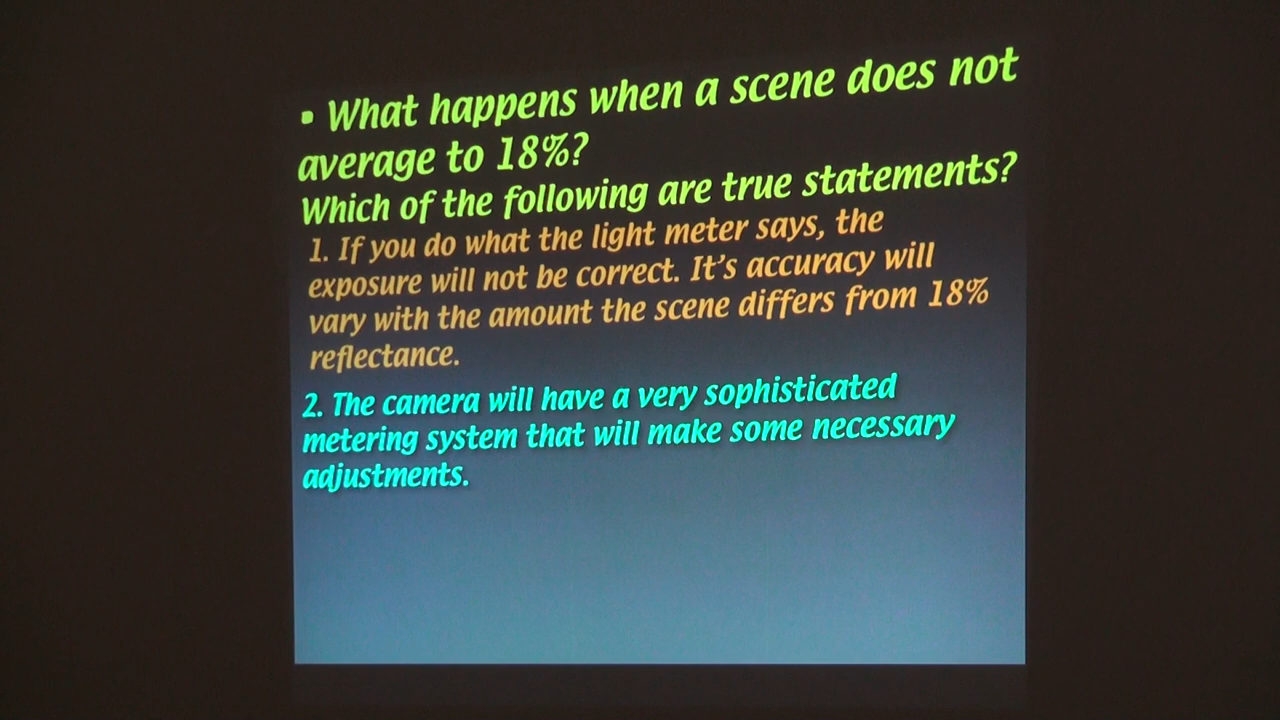 • What happens when a scene does not
average to 18%?
Which of the following are true statements?
1. If you do what the light meter says, the
exposure will not be correct. It's accuracy will
vary with the amount the scene differs from 18%
reflectance.
2. The camera will have a very sophisticated
metering system that will make some necessary
adjustments.